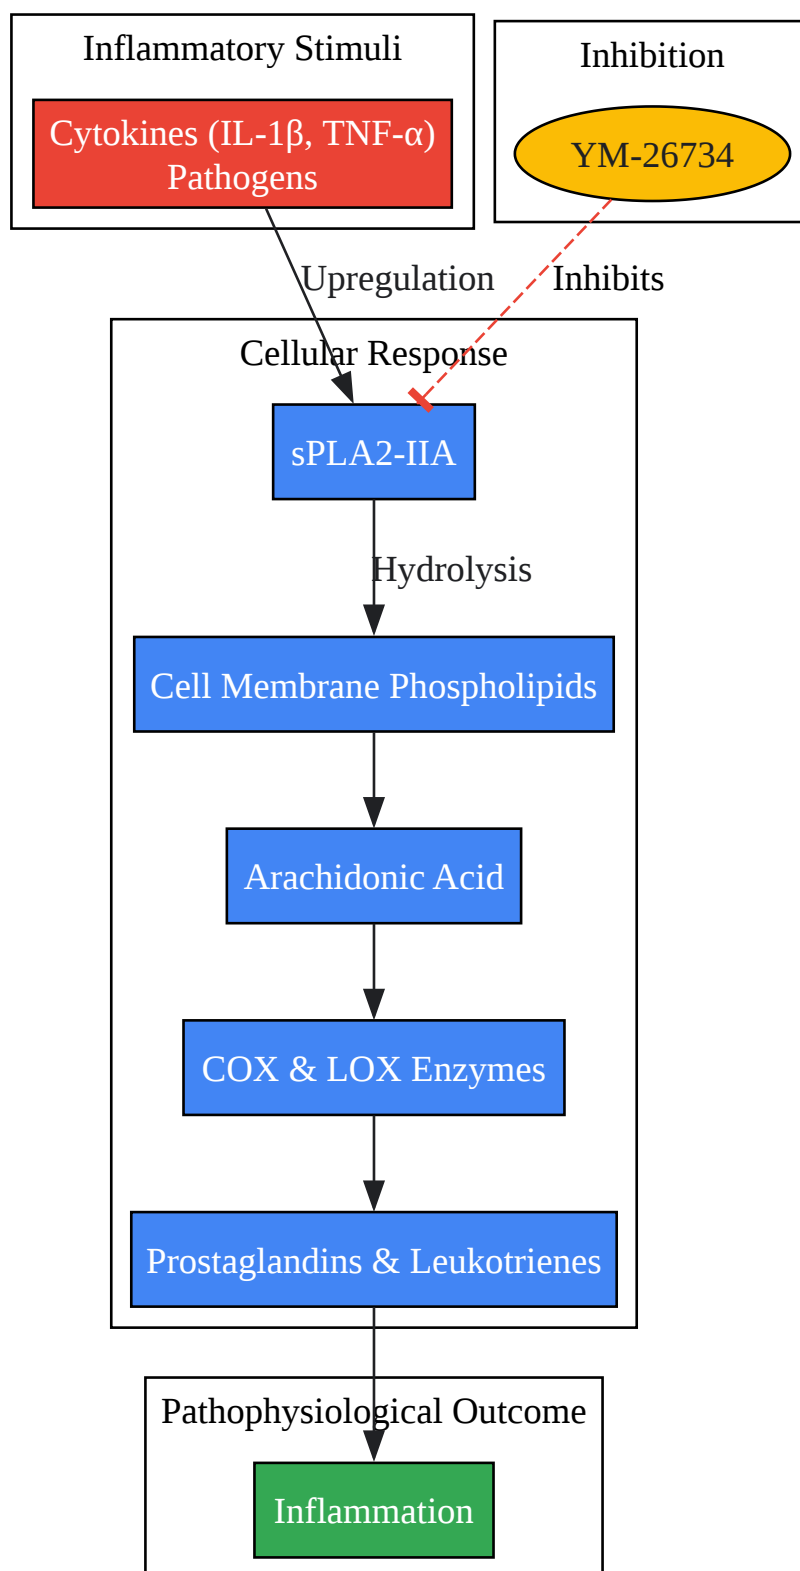 Inflammatory Stimuli
Cytokines (IL-1β, TNF-α)
Pathogens
Inhibition
YM-26734
Upregulation
Inhibits
Cellular Response
sPLA2-IIA
Hydrolysis
Cell Membrane Phospholipids
Arachidonic Acid
COX & LOX Enzymes
Prostaglandins & Leukotrienes
Pathophysiological Outcome
Inflammation